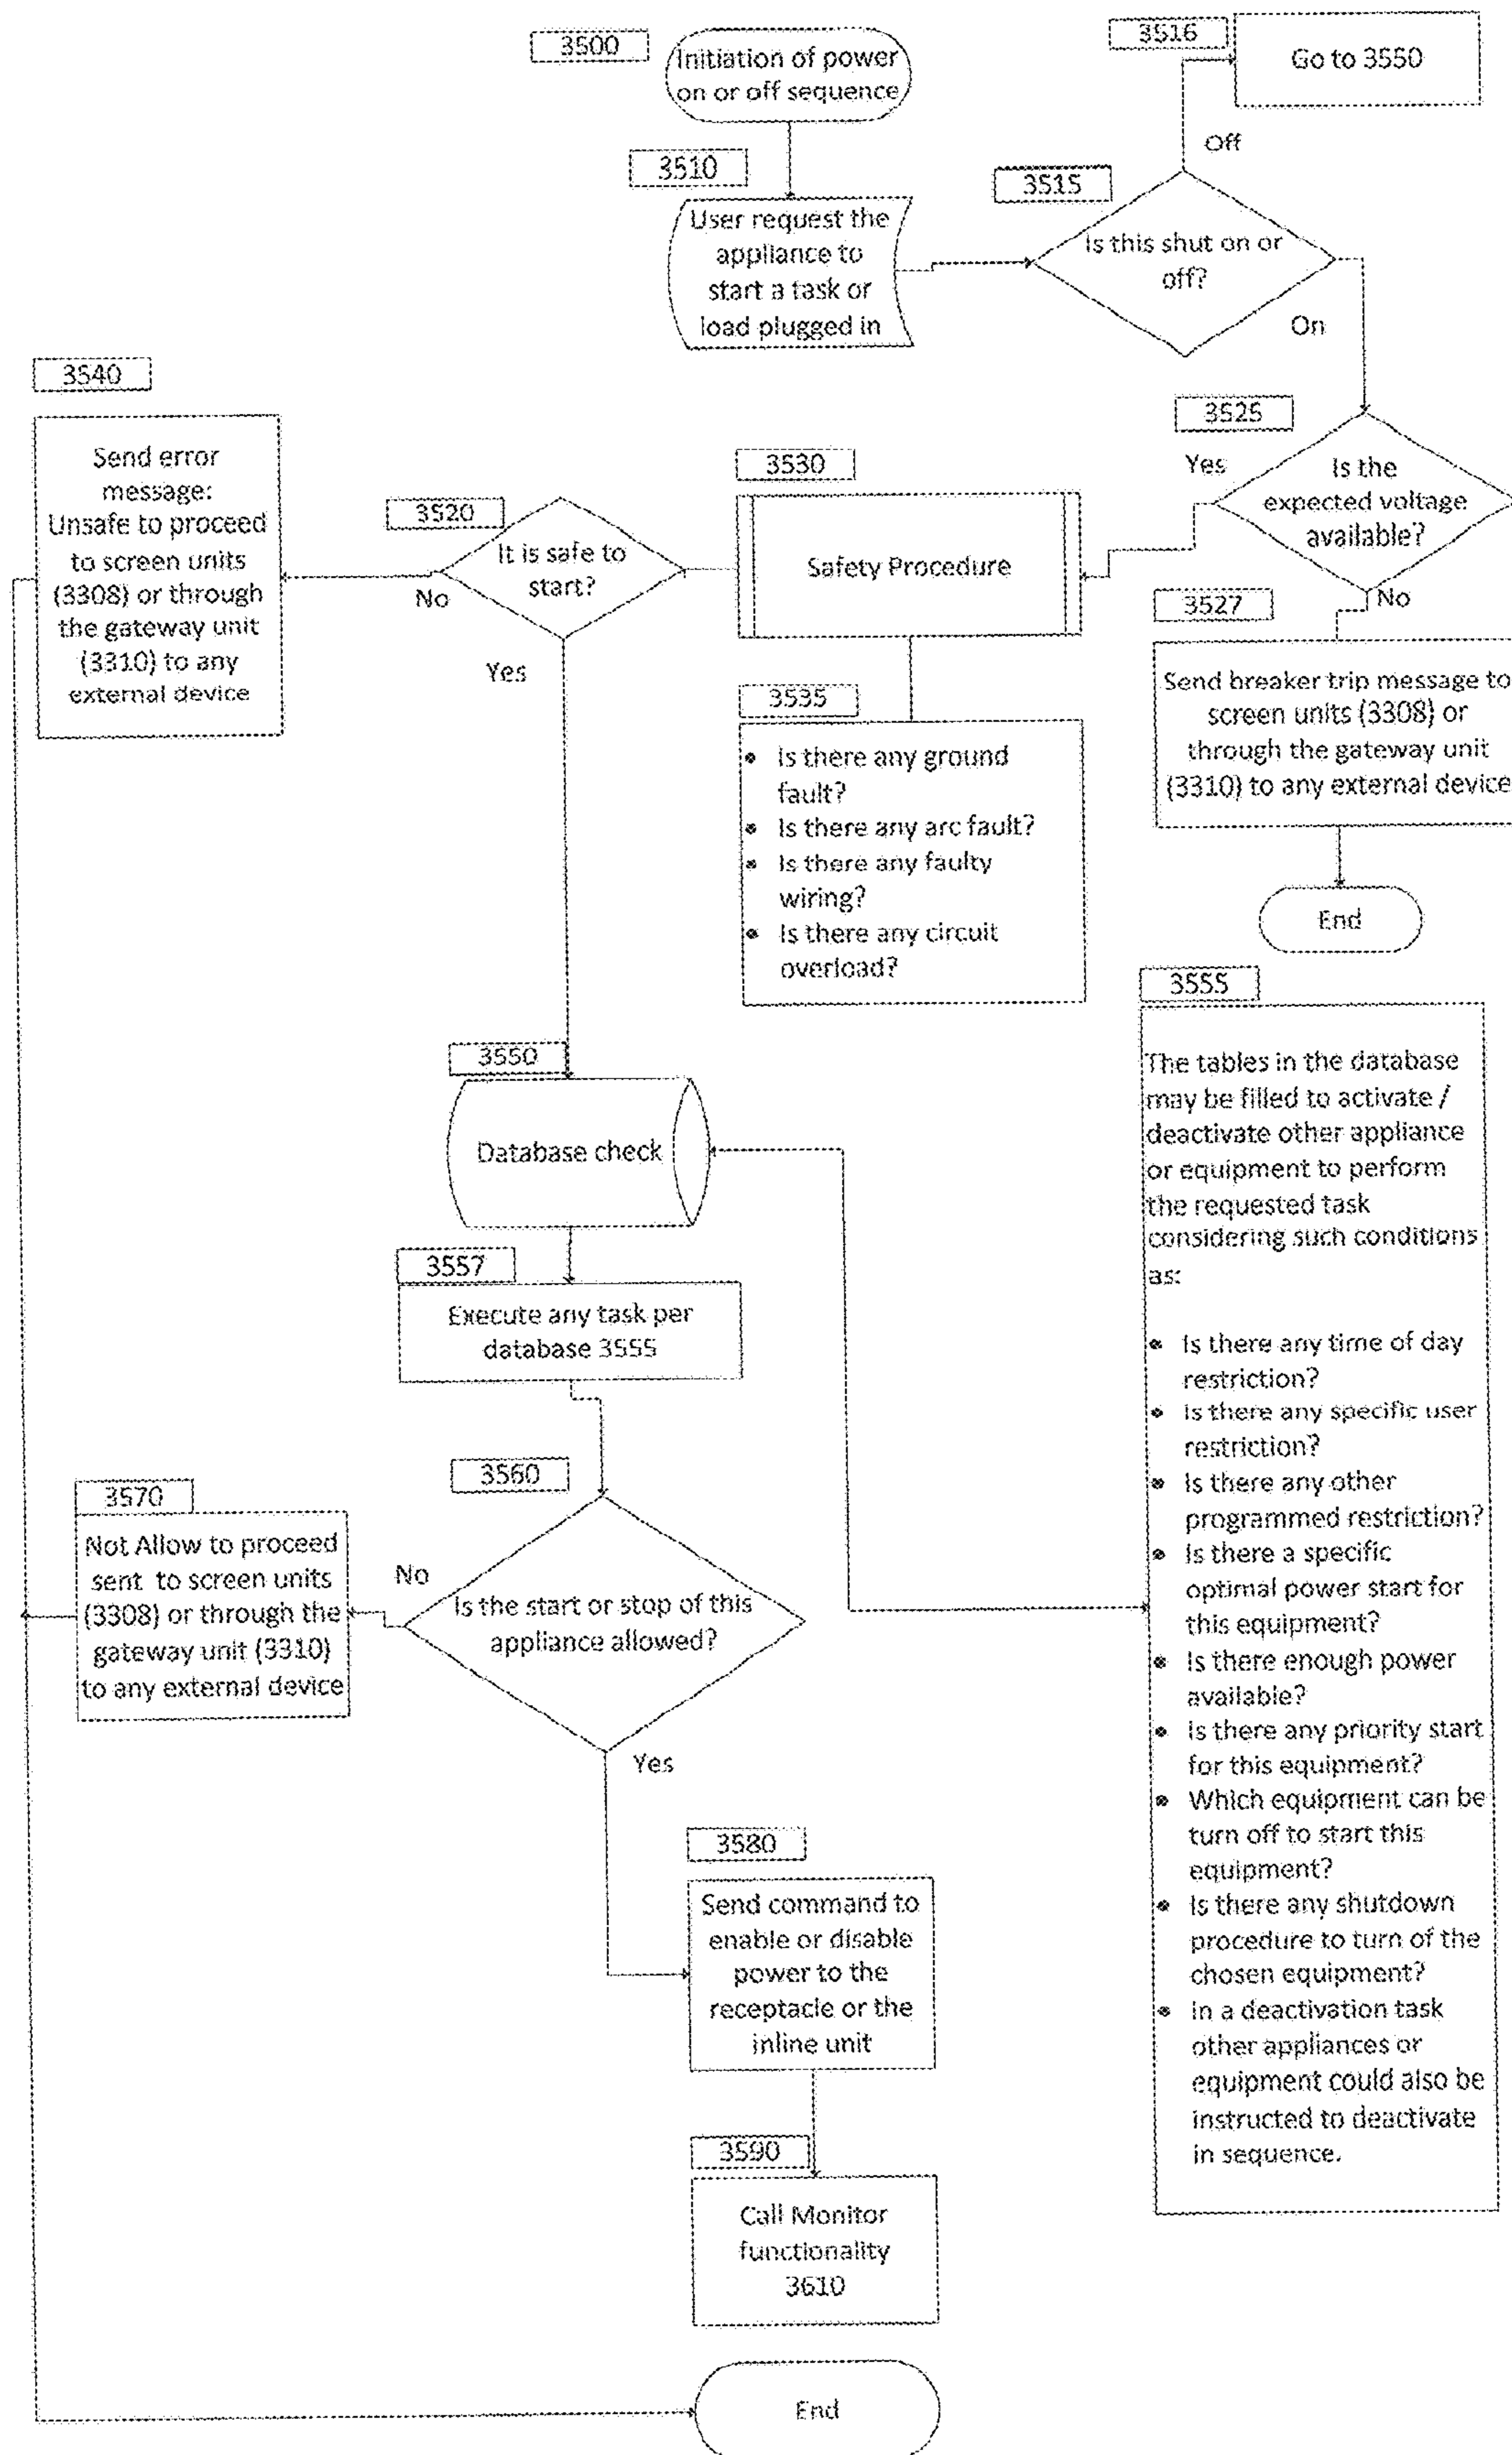 3500
Initiation of power
on or off sequence
3510
User request the
appliance to
start a task or
load plugged in
3515
Is this shut on or
off?
Off
3516
Go to 3550
On
3525
Is the
expected voltage
available?
Yes
No
3527
Send breaker trip message to
screen units (3308) or
through the gateway unit
(3310) to any external device
End
3530
Safety Procedure
3535
• Is there any ground
fault?
• Is there any arc fault?
• Is there any faulty
wiring?
• Is there any circuit
overload?
3520
It is safe to
start?
No
Yes
3540
Send error
message:
Unsafe to proceed
to screen units
(3308) or through
the gateway unit
(3310) to any
external device
3550
Database check
3555
The tables in the database
may be filled to activate /
deactivate other appliance
or equipment to perform
the requested task
considering such conditions
as:
• Is there any time of day
restriction?
• Is there any specific user
restriction?
• Is there any other
programmed restriction?
• Is there a specific
optimal power start for
this equipment?
• Is there enough power
available?
• Is there any priority start
for this equipment?
• Which equipment can be
turn off to start this
equipment?
• Is there any shutdown
procedure to turn of the
chosen equipment?
• In a deactivation task
other appliances or
equipment could also be
instructed to deactivate
in sequence.
3557
Execute any task per
database 3555
3560
Is the start or stop of this
appliance allowed?
No
Yes
3570
Not Allow to proceed
sent to screen units
(3308) or through the
gateway unit (3310)
to any external device
3580
Send command to
enable or disable
power to the
receptacle or the
inline unit
3590
Call Monitor
functionality
3610
End